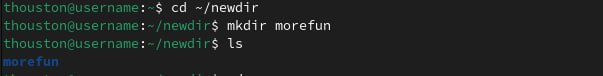 thouston@username:~$ cd ~/newdir
thouston@username:~/newdir$ mkdir morefun
thouston@username:~/newdir$ ls
morefun